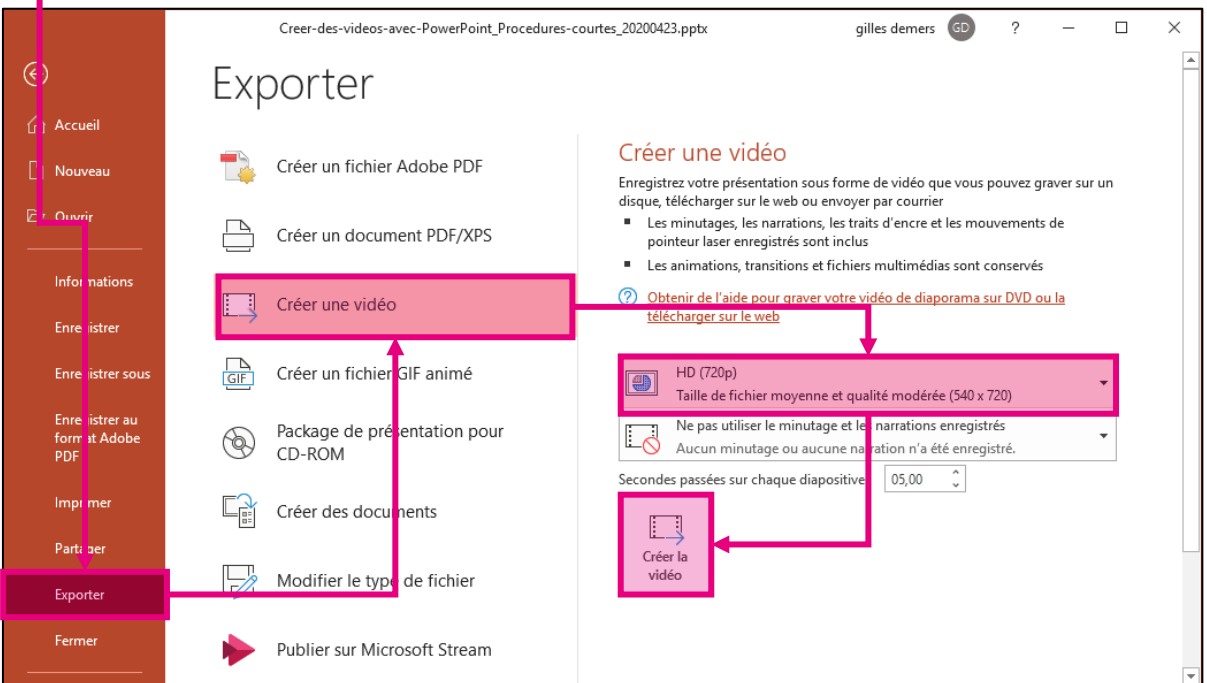 Creer-des-videos-avec-PowerPoint_Procedures-courtes_20200423.pptx
gilles demers
GD
?
Exporter
Accueil
Nouveau
Ouvrir
Informations
Enregistrer
Enregistrer sous
Enregistrer au
format Adobe
PDF
Imprimer
Partager
Exporter
Fermer
Créer un fichier Adobe PDF
Créer un document PDF/XPS
Créer une vidéo
GIF
Créer un fichier GIF animé
Package de présentation pour
CD-ROM
Créer des documents
Modifier le type de fichier
Publier sur Microsoft Stream
Créer une vidéo
Enregistrez votre présentation sous forme de vidéo que vous pouvez graver sur un
disque, télécharger sur le web ou envoyer par courrier
Les minutages, les narrations, les traits d'encre et les mouvements de
pointeur laser enregistrés sont inclus
Les animations, transitions et fichiers multimédias sont conservés
? Obtenir de l'aide pour graver votre vidéo de diaporama sur DVD ou la
télécharger sur le web
HD (720p)
Taille de fichier moyenne et qualité modérée (540 x 720)
Ne pas utiliser le minutage et les narrations enregistrés
Aucun minutage ou aucune narration n'a été enregistré.
Secondes passées sur chaque diapositive 05,00
Créer la
vidéo